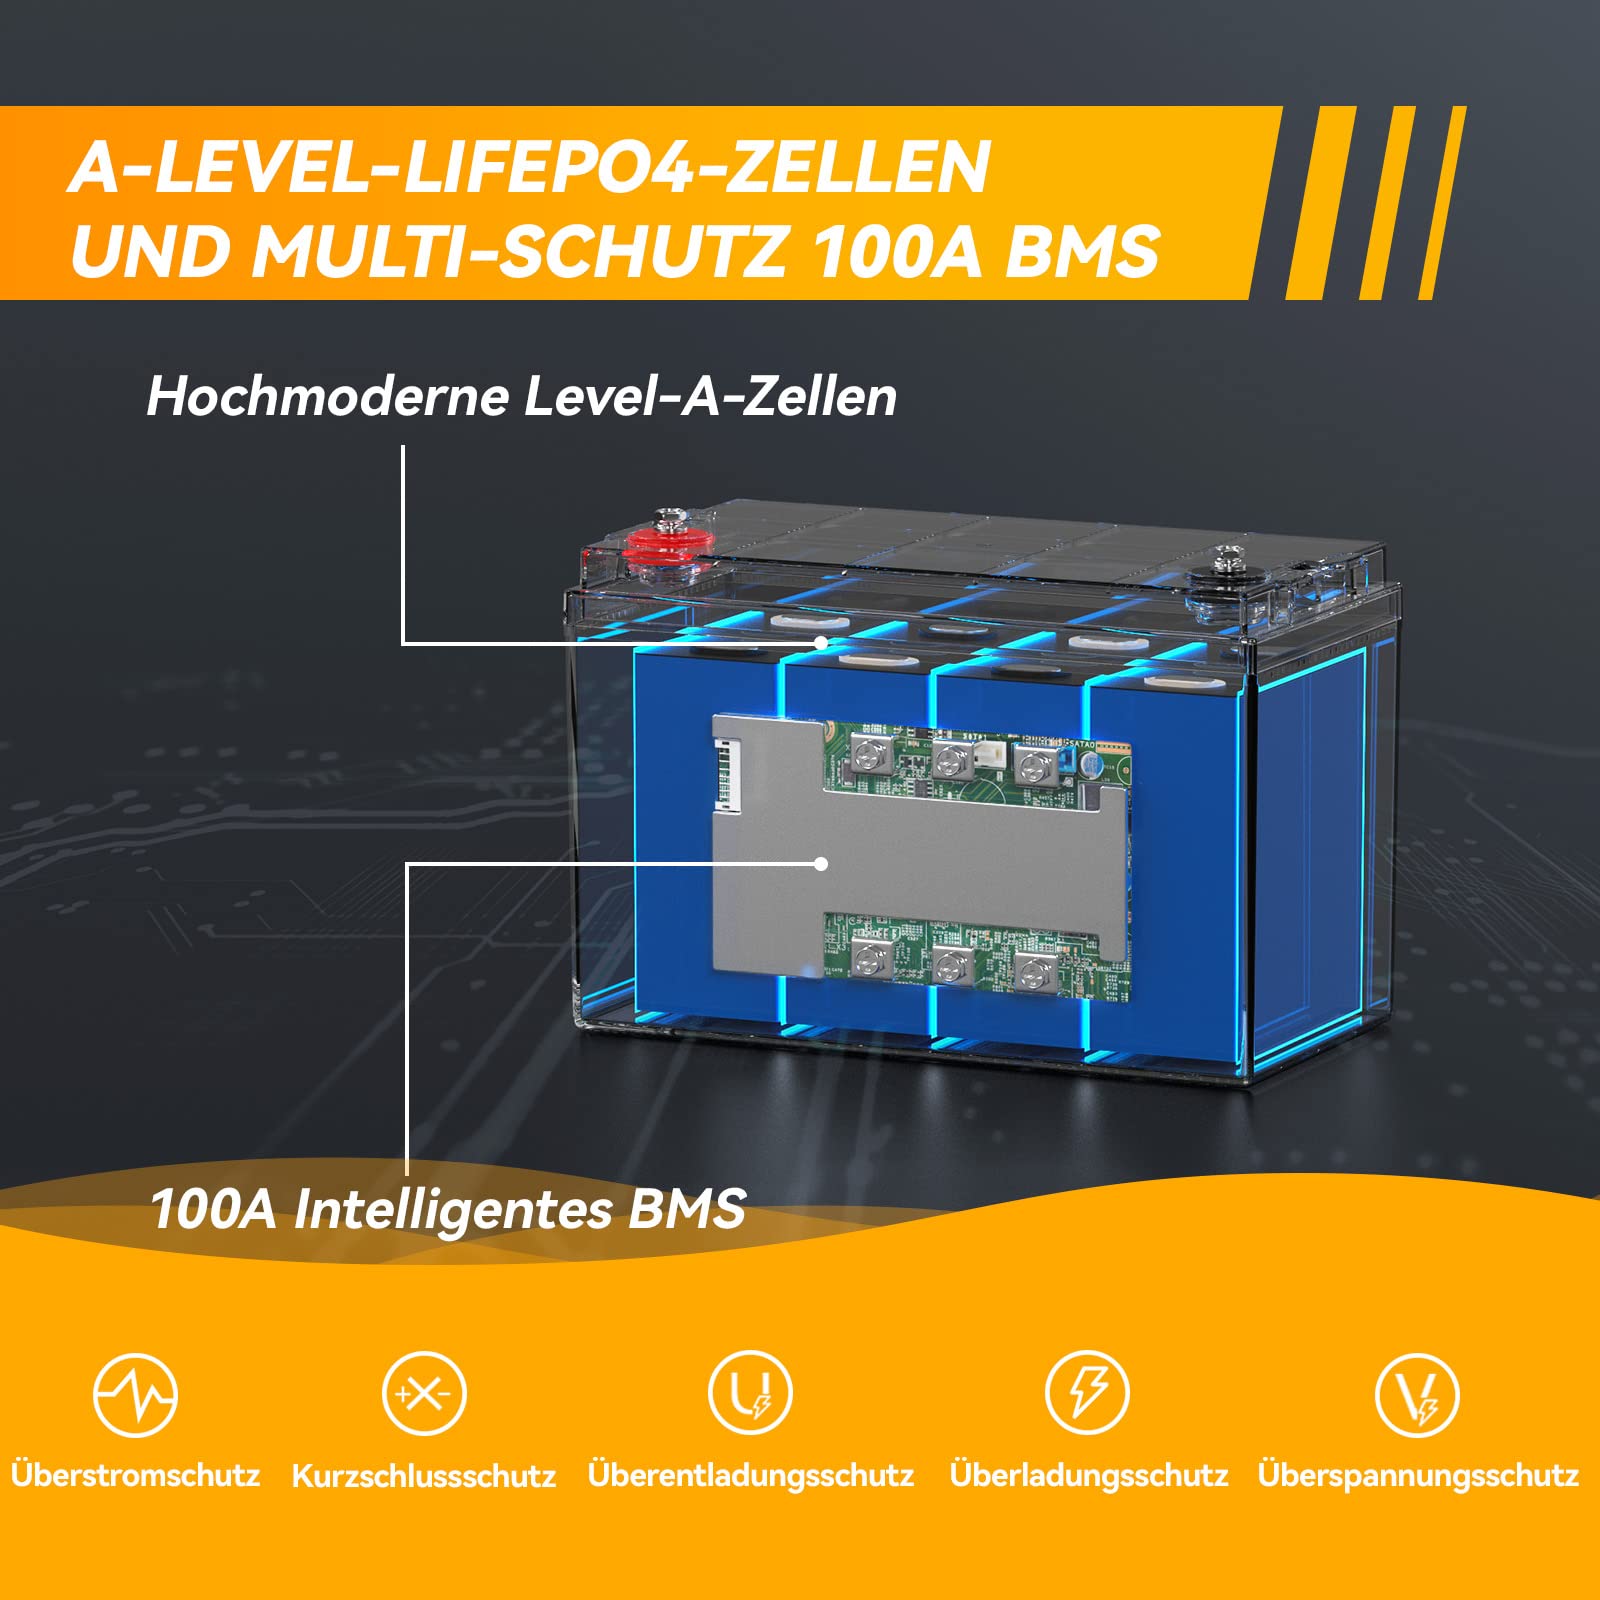 A-LEVEL-LIFEPO4-ZELLEN
UND MULTI-SCHUTZ 100A BMS
Hochmoderne Level-A-Zellen
100A Intelligentes BMS
Überstromschutz
Kurzschlussschutz
Überentladungsschutz
Überladungsschutz
Überspannungsschutz